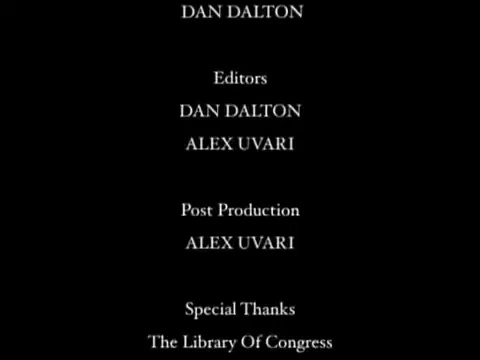 DAN DALTON
Editors
DAN DALTON
ALEX UVARI
Post Production
ALEX UVARI
Special Thanks
The Library Of Congress